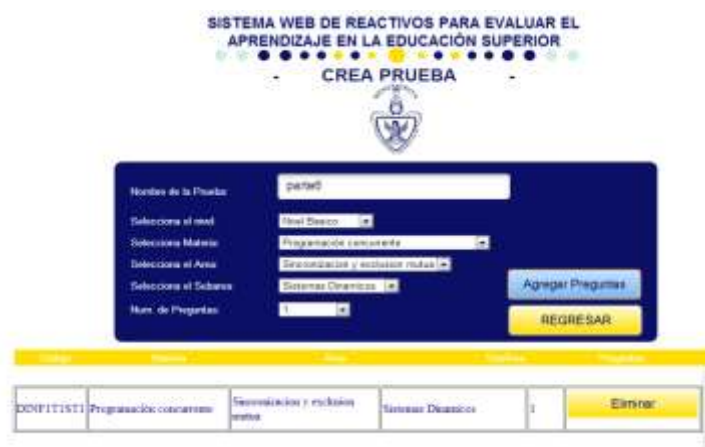 SISTEMA WEB DE REACTIVOS PARA EVALUAR EL
APRENDIZAJE EN LA EDUCACIÓN SUPERIOR
- CREA PRUEBA -
Nombre de la Prueba:
Selecciona el nivel:
Nivel Basico
Selecciona Materia:
Programación concurrente
Selecciona el Area:
Sincronizacion y exclusion mutua
Selecciona el Subarea:
Sistemas Dinamicos
Agregar Preguntas
Num. de Preguntas:
1
REGRESAR
Programación concurrente
Sincronizacion y exclusion
mutua
Sistemas Dinamicos
1
Eliminar